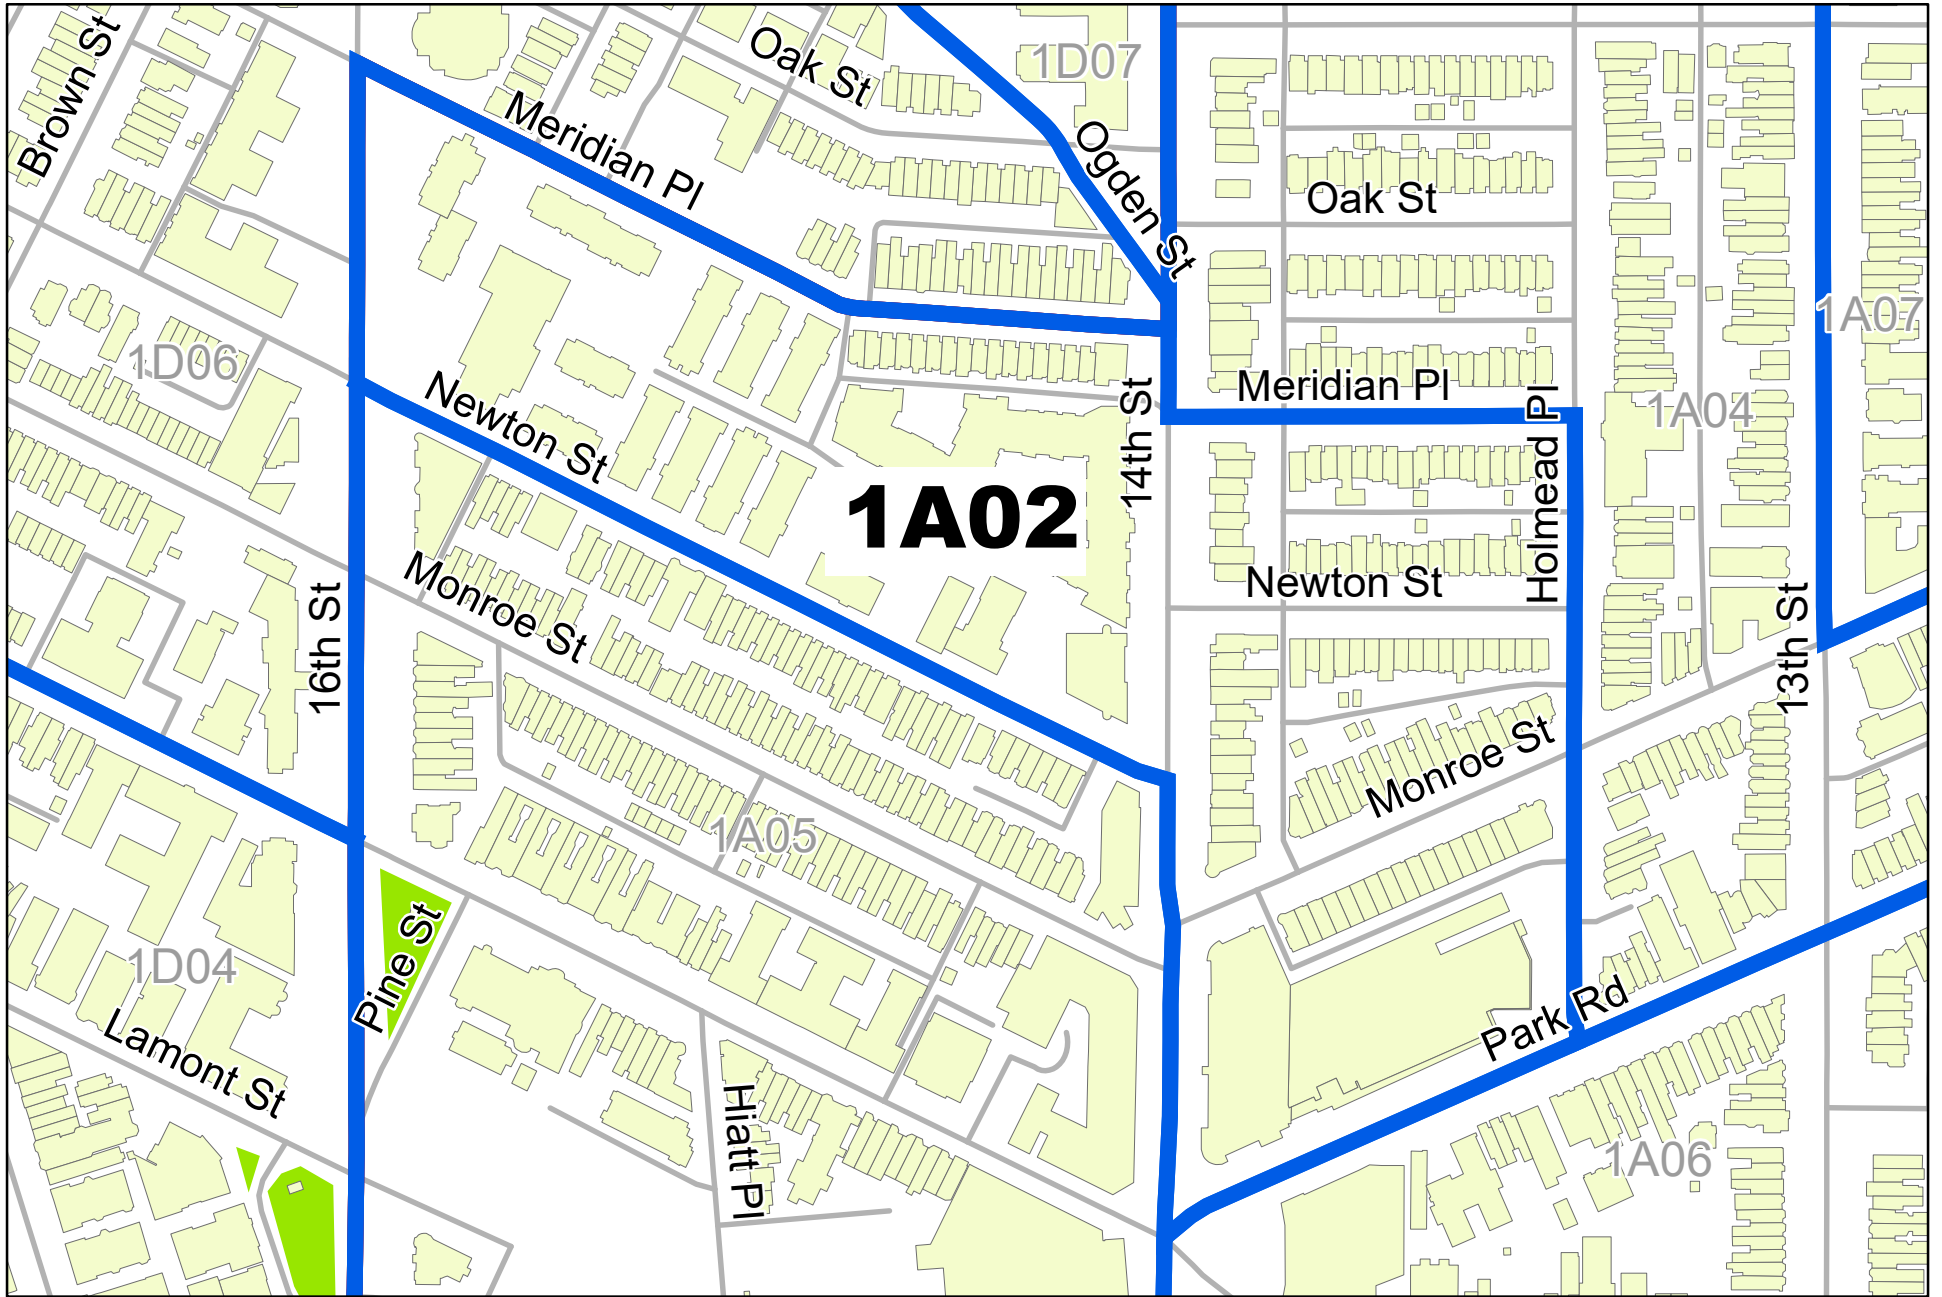 Brown St
Oak St
1D07
Meridian Pl
Ogden St
Oak St
1A07
1D06
Newton St
14th St
Meridian Pl
Holmead Pl
1A04
1A02
Monroe St
16th St
Newton St
13th St
Monroe St
1A05
1D04
Pine St
Park Rd
Lamont St
Hiatt Pl
1A06